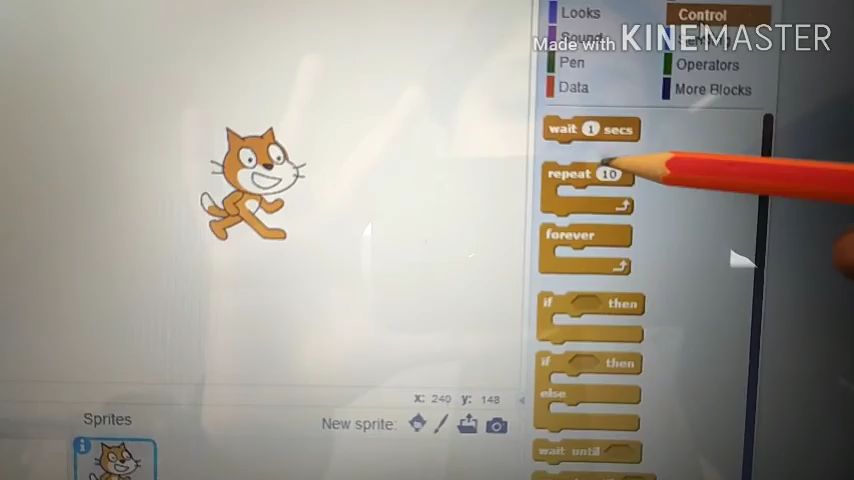 Looks
Control
Sound
Made with KINEMASTER
Pen
Operators
Data
More Blocks
wait 1 secs
repeat 10
forever
if then
if then
else
x: 240 y: 148
Sprites
New sprite:
wait until